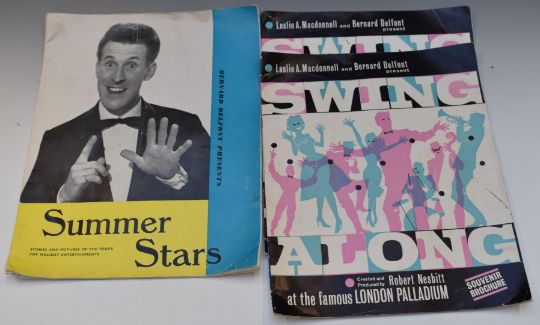 BERNARD DELFONT PRESENTS
Summer
Stars
STORIES AND PICTURES OF THE YEAR'S
TOP HOLIDAY ENTERTAINMENTS
Leslie A. Macdonnell and Bernard Delfont
present
SWING
Leslie A. Macdonnell and Bernard Delfont
present
SWING
ALONG
Created and
Produced by Robert Nesbitt
at the famous LONDON PALLADIUM
SOUVENIR
BROCHURE